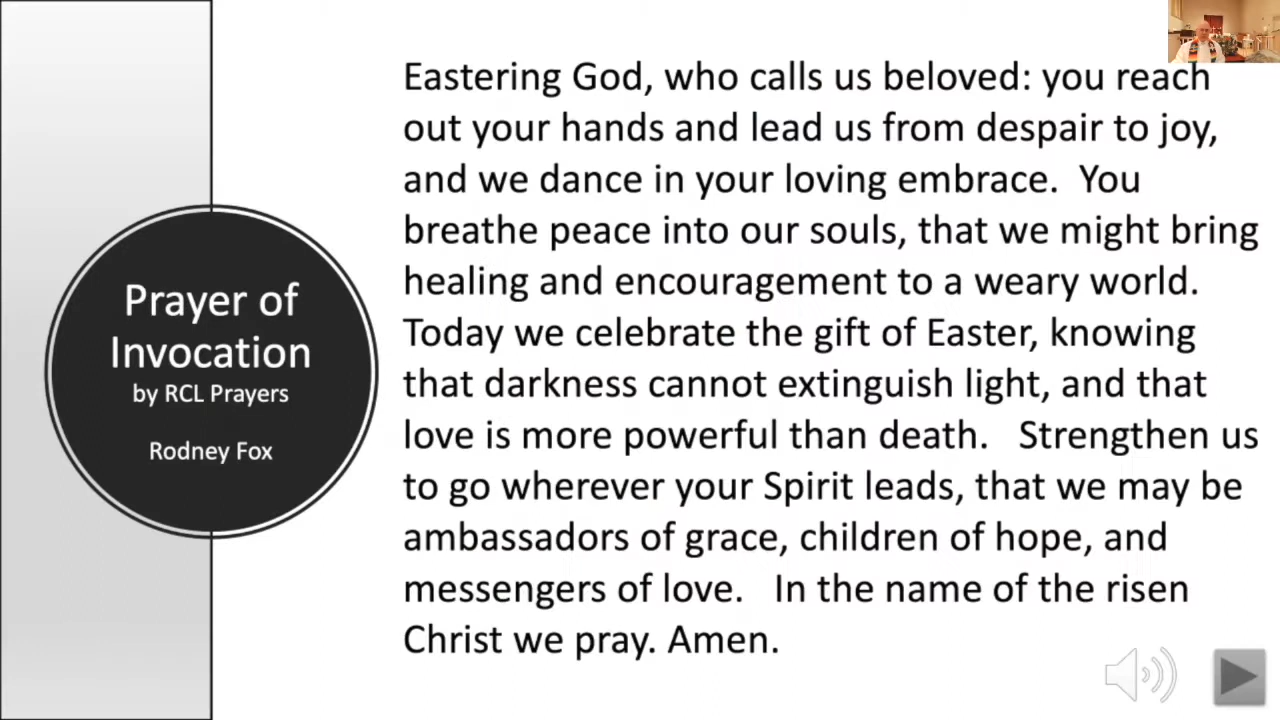 Prayer of
Invocation
by RCL Prayers
Rodney Fox
Eastering God, who calls us beloved: you reach
out your hands and lead us from despair to joy,
and we dance in your loving embrace.  You
breathe peace into our souls, that we might bring
healing and encouragement to a weary world.
Today we celebrate the gift of Easter, knowing
that darkness cannot extinguish light, and that
love is more powerful than death.   Strengthen us
to go wherever your Spirit leads, that we may be
ambassadors of grace, children of hope, and
messengers of love.   In the name of the risen
Christ we pray. Amen.